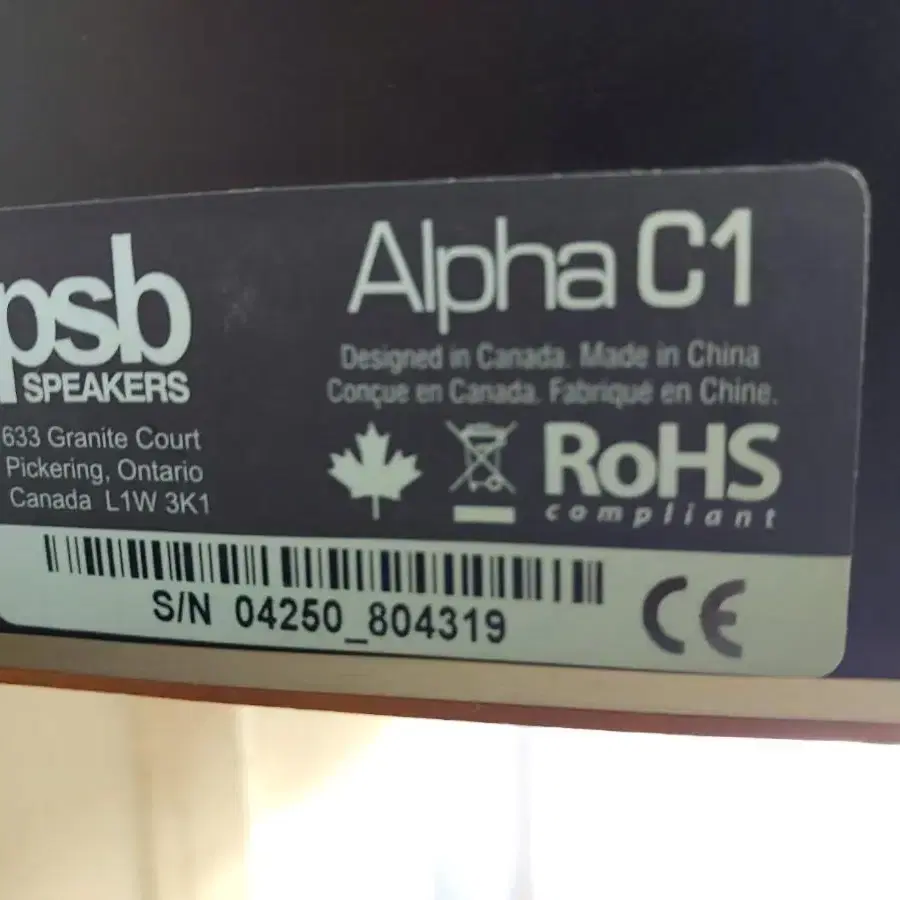 psb
SPEAKERS
633 Granite Court
Pickering, Ontario
Canada L1W 3K1
Alpha C1
Designed in Canada. Made in China
Conçue en Canada. Fabriqué en Chine.
RoHS
compliant
S/N 04250_804319
CE